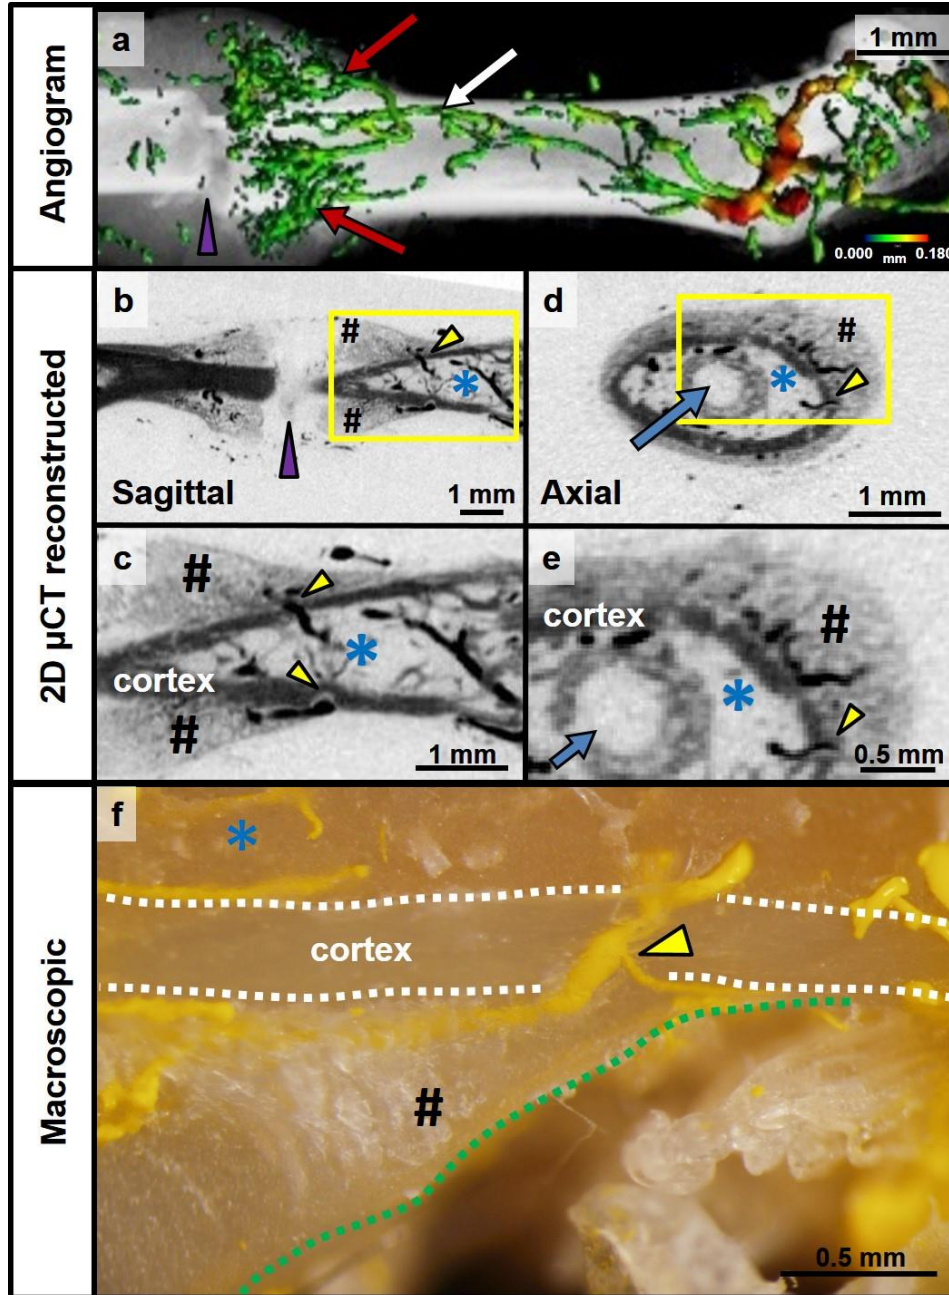 Angiogram
a
1 mm
0.000 mm 0.180
2D µCT reconstructed
b
#
*
#
Sagittal
1 mm
d
#
*
Axial
1 mm
c
#
*
cortex
#
1 mm
e
cortex
#
*
0.5 mm
Macroscopic
f
*
cortex
#
0.5 mm